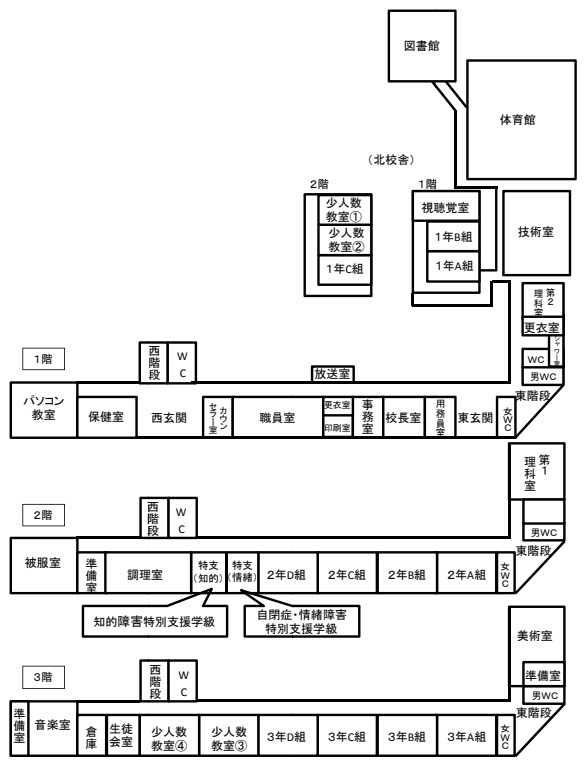 図書館
体育館
(北校舎)
2階
1階
少人数
教室①
視聴覚室
少人数
教室②
1年B組
1年C組
1年A組
技術室
第2
理科室
更衣室
シャワー室
WC
男WC
東階段
1階
西階段
WC
放送室
パソコン
教室
保健室
西玄関
カウン
セラー室
職員室
更衣室
印刷室
事務室
校長室
用務員室
東玄関
女WC
第1
理科室
男WC
東階段
2階
西階段
WC
被服室
準備室
調理室
特支
(知的)
特支
(情緒)
2年D組
2年C組
2年B組
2年A組
女WC
知的障害特別支援学級
自閉症・情緒障害
特別支援学級
美術室
準備室
男WC
東階段
3階
西階段
WC
準備室
音楽室
倉庫
生徒
会室
少人数
教室④
少人数
教室③
3年D組
3年C組
3年B組
3年A組
女WC